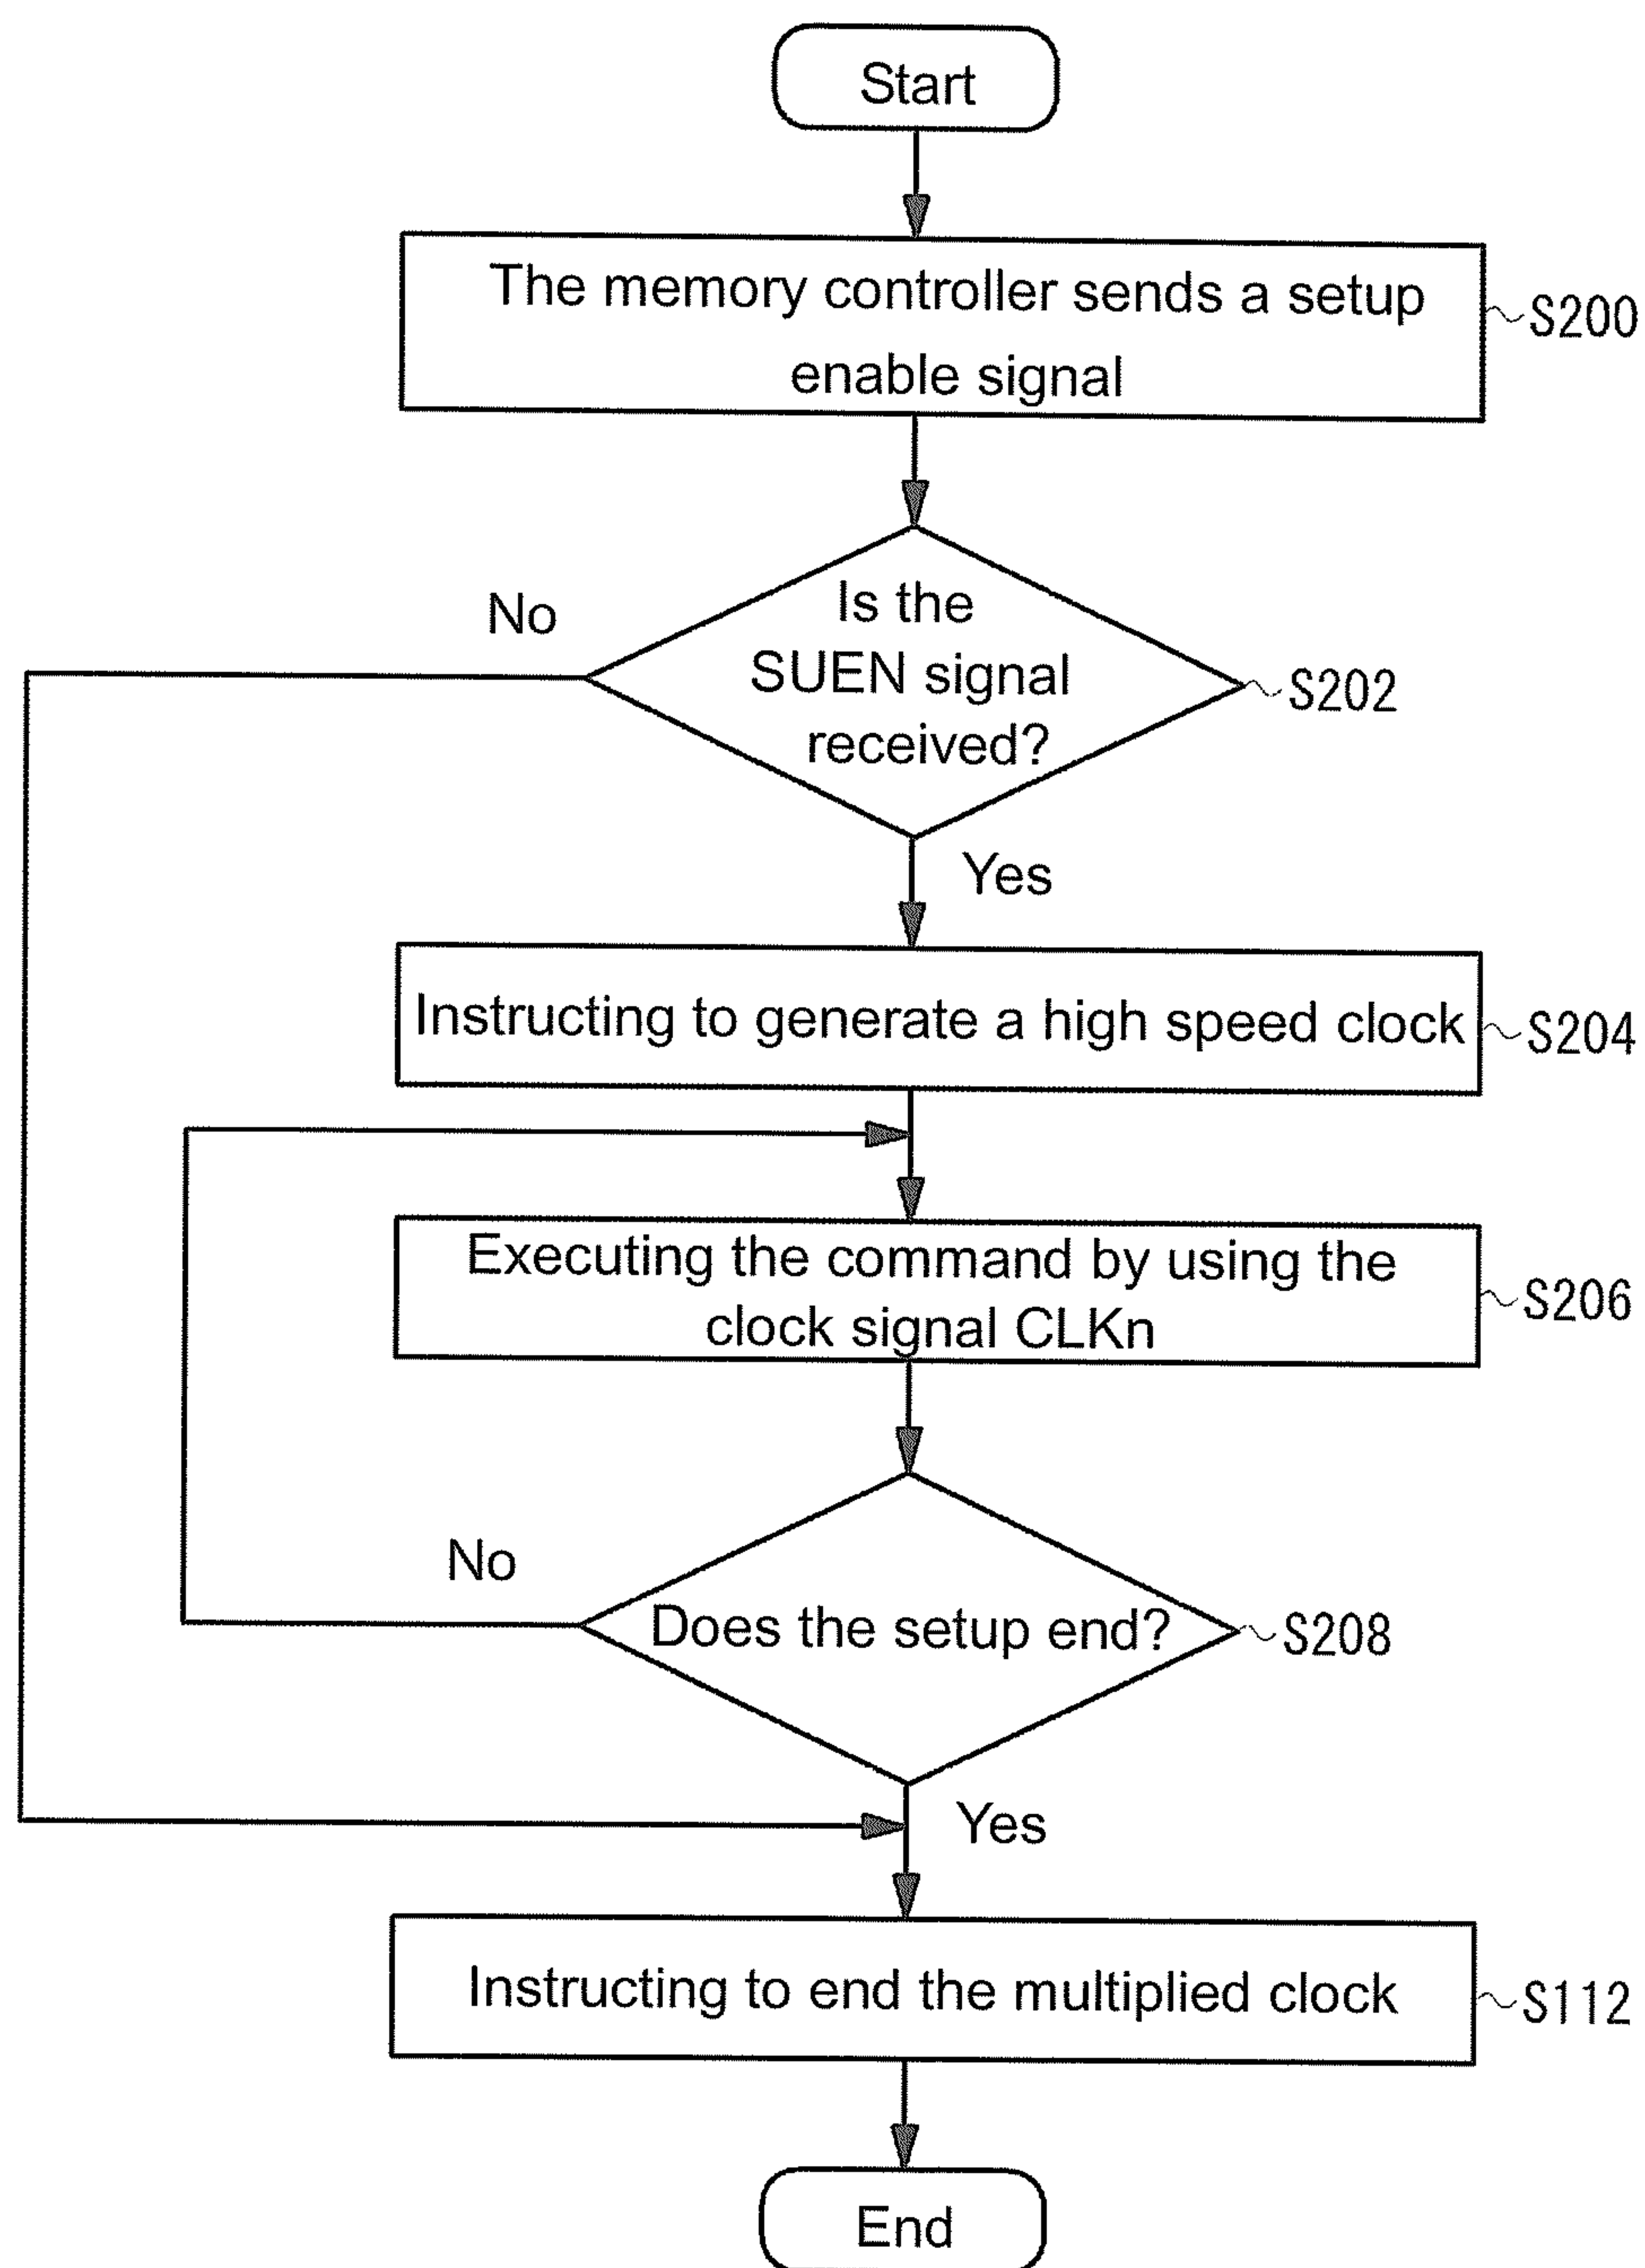 Start
The memory controller sends a setup
enable signal
S200
No
Is the
SUEN signal
received?
S202
Yes
Instructing to generate a high speed clock
S204
Executing the command by using the
clock signal CLKn
S206
No
Does the setup end?
S208
Yes
Instructing to end the multiplied clock
S112
End